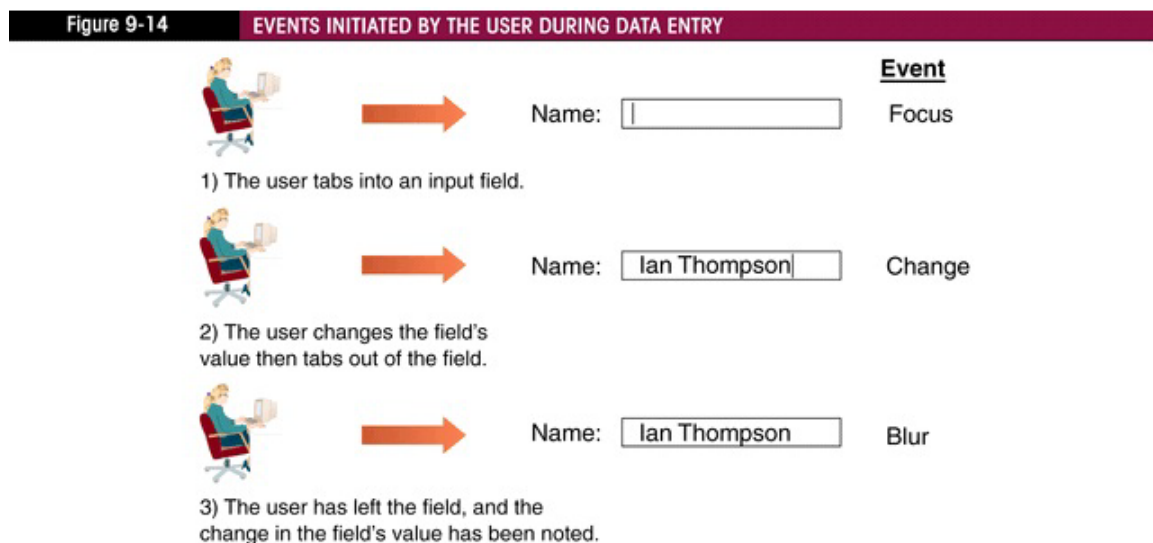 Figure 9-14 EVENTS INITIATED BY THE USER DURING DATA ENTRY
Event
Name: Focus
1) The user tabs into an input field.
Name: Ian Thompson Change
2) The user changes the field's
value then tabs out of the field.
Name: Ian Thompson Blur
3) The user has left the field, and the
change in the field's value has been noted.